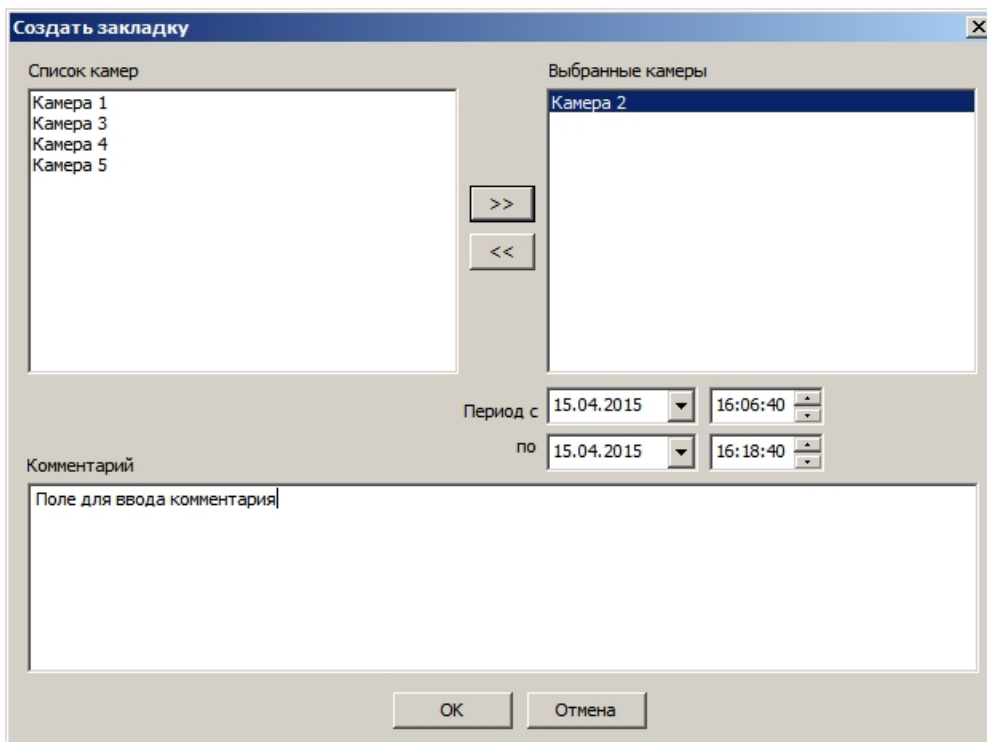 Создать закладку
Список камер
Выбранные камеры
Камера 1
Камера 3
Камера 4
Камера 5
Камера 2
>>
<<
Период с 15.04.2015 16:06:40
по 15.04.2015 16:18:40
Комментарий
Поле для ввода комментария
OK
Отмена